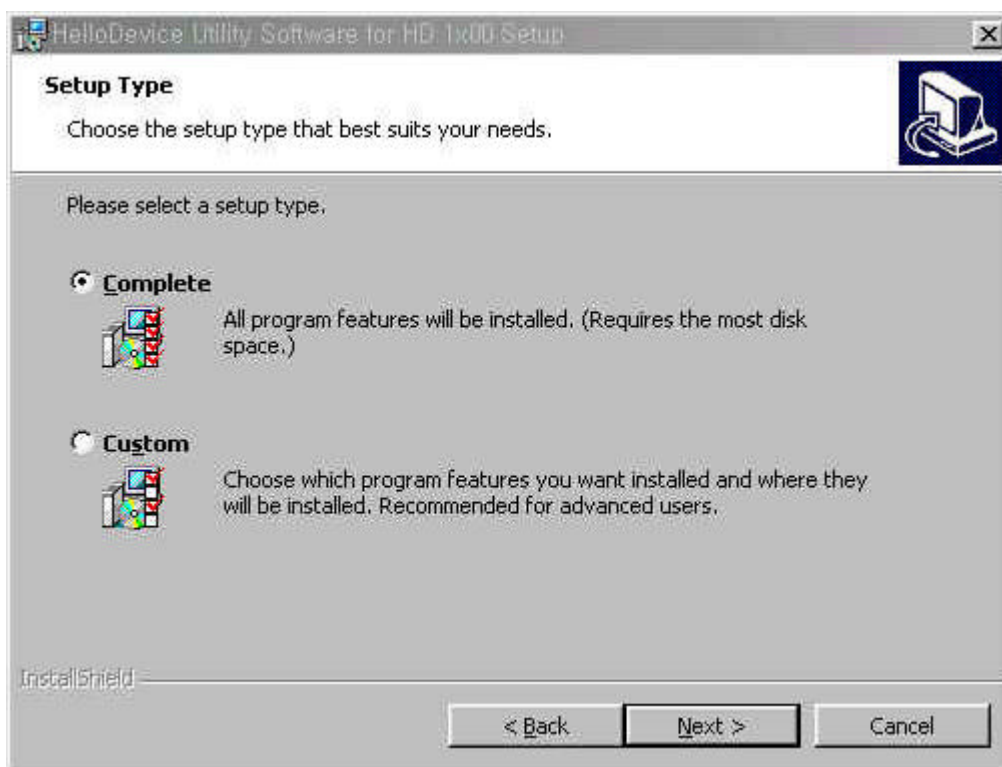 HelloDevice Utility Software for HD 1x00 Setup
Setup Type
Choose the setup type that best suits your needs.
Please select a setup type.
Complete
All program features will be installed. (Requires the most disk
space.)
Custom
Choose which program features you want installed and where they
will be installed. Recommended for advanced users.
InstallShield
< Back
Next >
Cancel